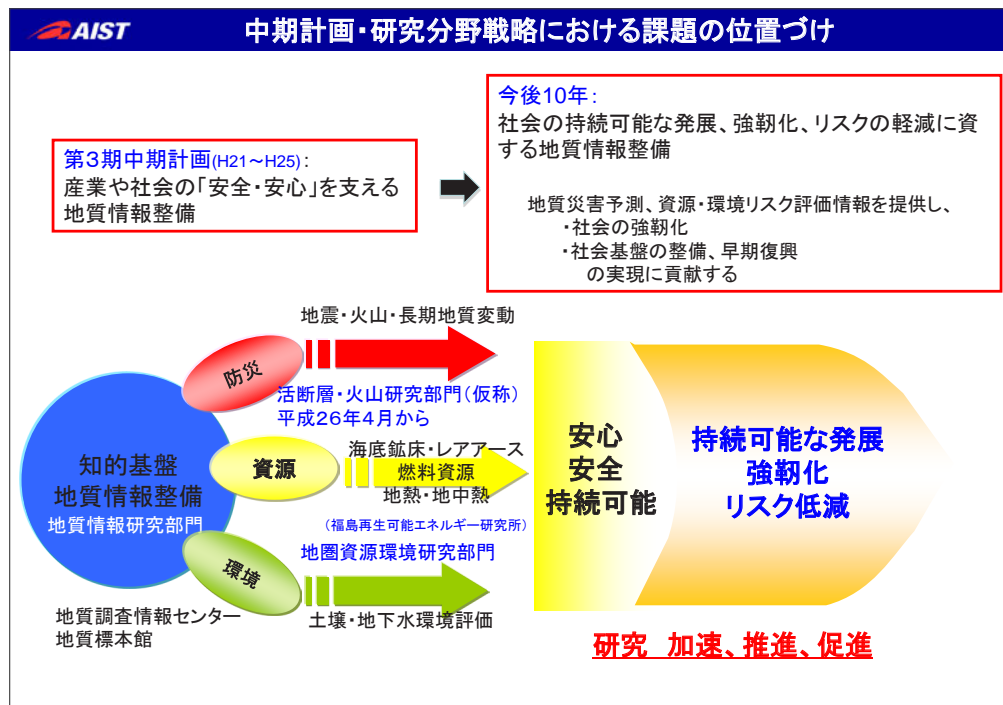 AIST
中期計画・研究分野戦略における課題の位置づけ
第3期中期計画(H21～H25):
産業や社会の「安全・安心」を支える
地質情報整備
今後10年:
社会の持続可能な発展、強靭化、リスクの軽減に資
する地質情報整備
地質災害予測、資源・環境リスク評価情報を提供し、
・社会の強靭化
・社会基盤の整備、早期復興
の実現に貢献する
地震・火山・長期地質変動
防災
活断層・火山研究部門(仮称)
平成26年4月から
知的基盤
地質情報整備
地質情報研究部門
資源
海底鉱床・レアアース
燃料資源
地熱・地中熱
(福島再生可能エネルギー研究所)
地圏資源環境研究部門
環境
土壌・地下水環境評価
地質調査情報センター
地質標本館
安心
安全
持続可能
持続可能な発展
強靭化
リスク低減
研究 加速、推進、促進